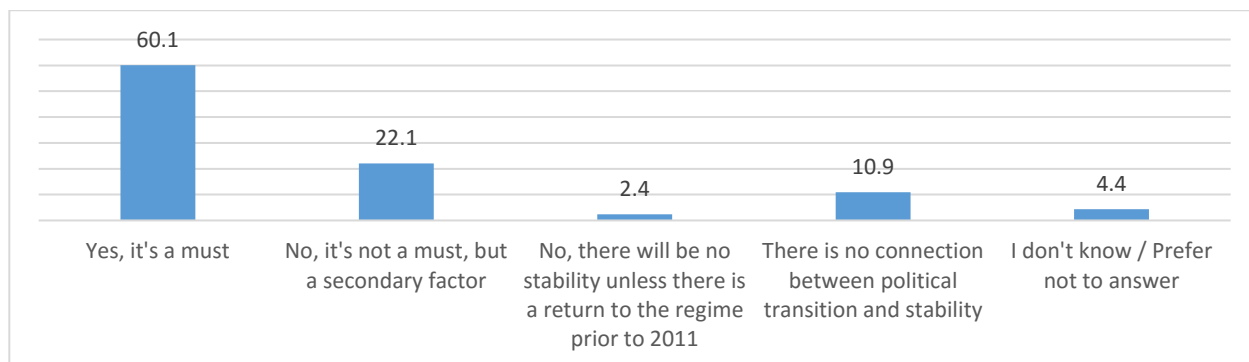 60.1
22.1
2.4
10.9
4.4
Yes, it's a must
No, it's not a must, but
a secondary factor
No, there will be no
stability unless there is
a return to the regime
prior to 2011
There is no connection
between political
transition and stability
I don't know / Prefer
not to answer